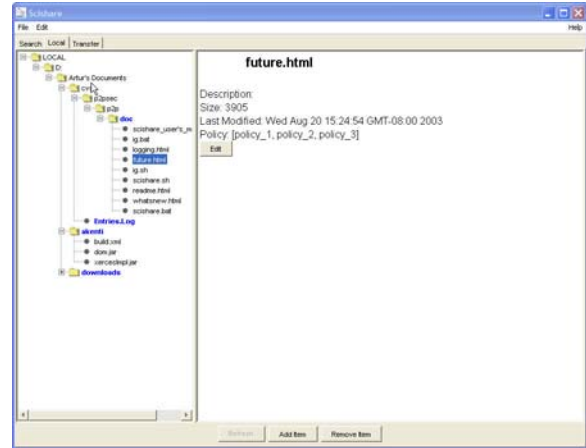 Scishare
File Edit Help
Search Local Transfer
LOCAL
D:
Artur's Documents
cvs
p2psec
p2p
doc
scishare_user's_m
ig.bat
logging.html
future.html
ig.sh
scishare.sh
readme.html
whatsnew.html
scishare.bat
Entries.Log
akenti
build.xml
dom.jar
xercesImpl.jar
downloads
future.html
Description:
Size: 3905
Last Modified: Wed Aug 20 15:24:54 GMT-08:00 2003
Policy: [policy_1, policy_2, policy_3]
Edit
Refresh Add Item Remove Item